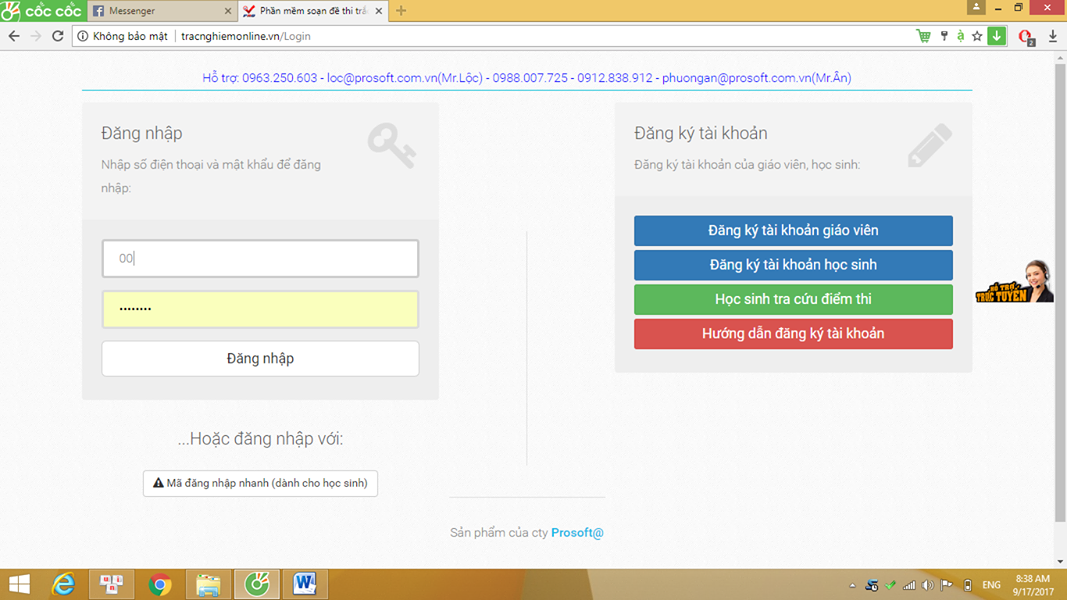 cốc cốc
Messenger
Phần mềm soạn đề thi trắ
Không bảo mật
tracnghiemonline.vn/Login
2
Hỗ trợ: 0963.250.603 - loc@prosoft.com.vn(Mr.Lộc) - 0988.007.725 - 0912.838.912 - phuongan@prosoft.com.vn(Mr.Ân)
Đăng nhập
Nhập số điện thoại và mật khẩu để đăng
nhập:
00
Đăng nhập
...Hoặc đăng nhập với:
Mã đăng nhập nhanh (dành cho học sinh)
Đăng ký tài khoản
Đăng ký tài khoản của giáo viên, học sinh:
Đăng ký tài khoản giáo viên
Đăng ký tài khoản học sinh
Học sinh tra cứu điểm thi
Hướng dẫn đăng ký tài khoản
HỖ TRỢ
TRỰC TUYẾN
Sản phẩm của cty Prosoft@
ENG
8:38 AM
9/17/2017